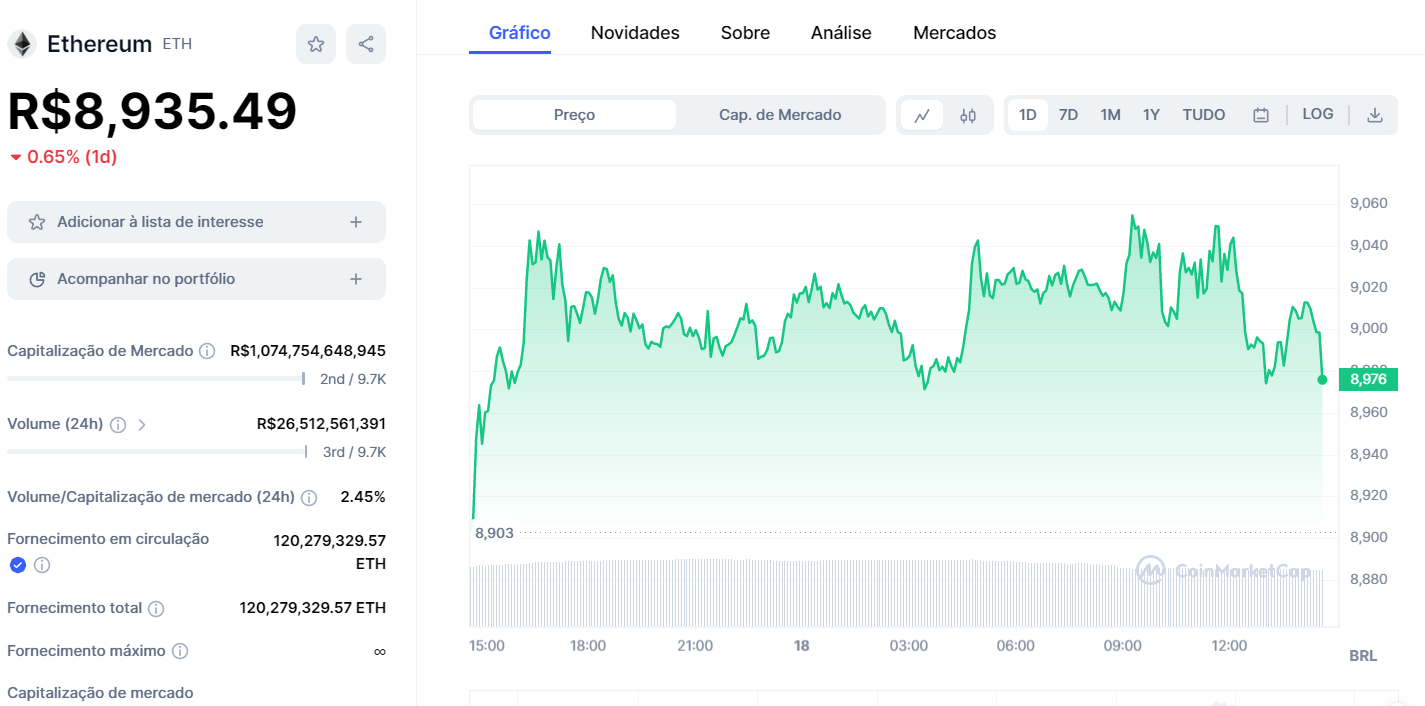 Ethereum ETH
R$8,935.49
0.65% (1d)
Adicionar à lista de interesse
Acompanhar no portfólio
Capitalização de Mercado R$1,074,754,648,945
2nd / 9.7K
Volume (24h) R$26,512,561,391
3rd / 9.7K
Volume/Capitalização de mercado (24h) 2.45%
Fornecimento em circulação 120,279,329.57
ETH
Fornecimento total 120,279,329.57 ETH
Fornecimento máximo ∞
Capitalização de mercado
Gráfico Novidades Sobre Análise Mercados
Preço Cap. de Mercado 1D 7D 1M 1Y TUDO LOG
9,060
9,040
9,020
9,000
8,976
8,960
8,940
8,920
8,903
8,900
CoinMarketCap
8,880
15:00 18:00 21:00 18 03:00 06:00 09:00 12:00
BRL